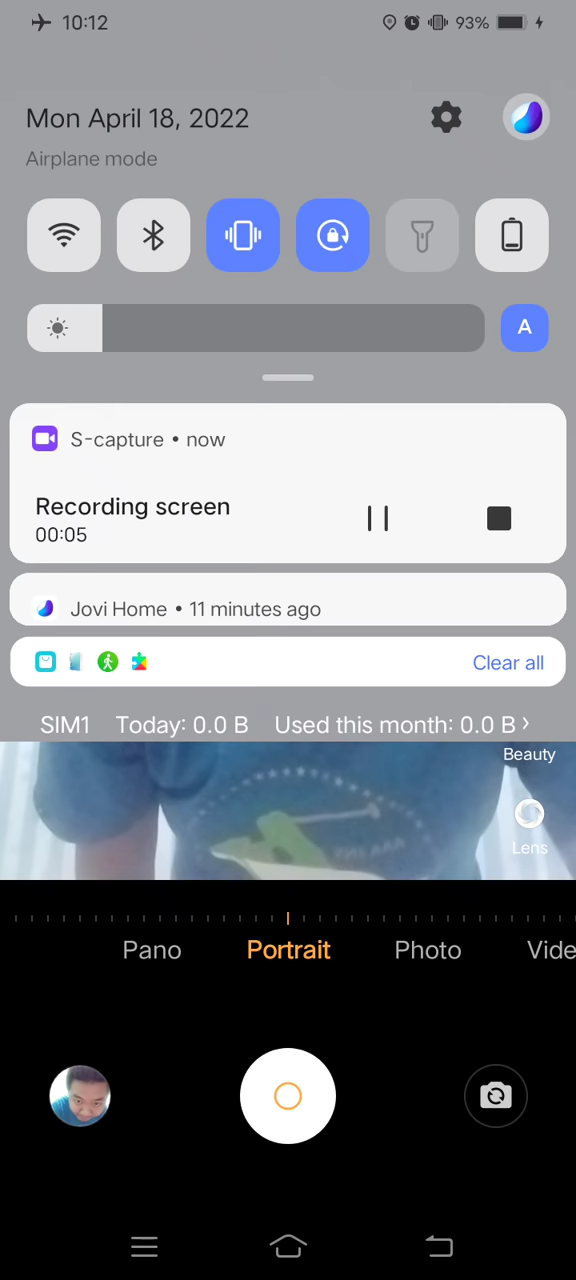 10:12 93%
Mon April 18, 2022
Airplane mode
A
S-capture • now
Recording screen
00:05
Jovi Home • 11 minutes ago
Clear all
SIM1 Today: 0.0 B Used this month: 0.0 B
Beauty
Lens
Pano Portrait Photo Vide